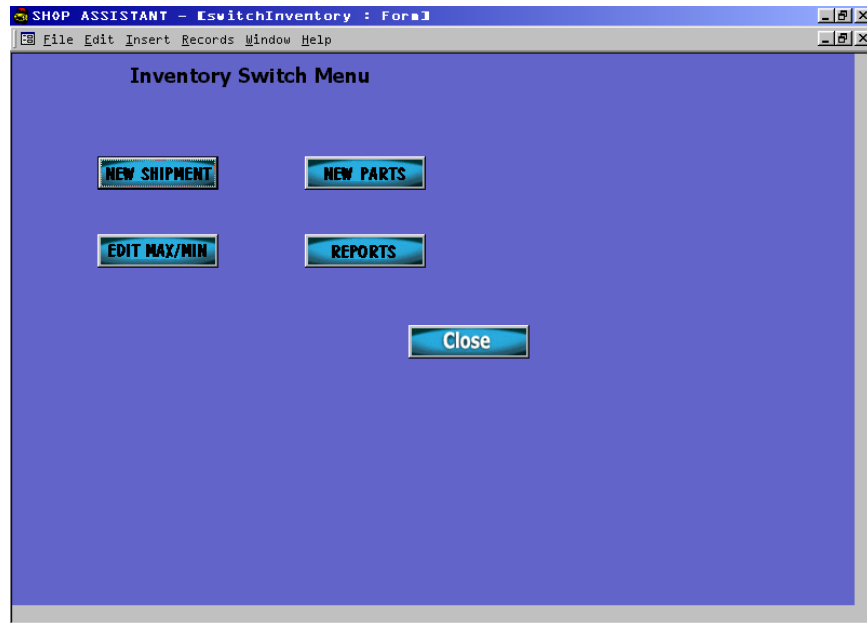 SHOP ASSISTANT - [switchInventory : Form]
File Edit Insert Records Window Help
Inventory Switch Menu
NEW SHIPMENT NEW PARTS
EDIT MAX/MIN REPORTS
Close